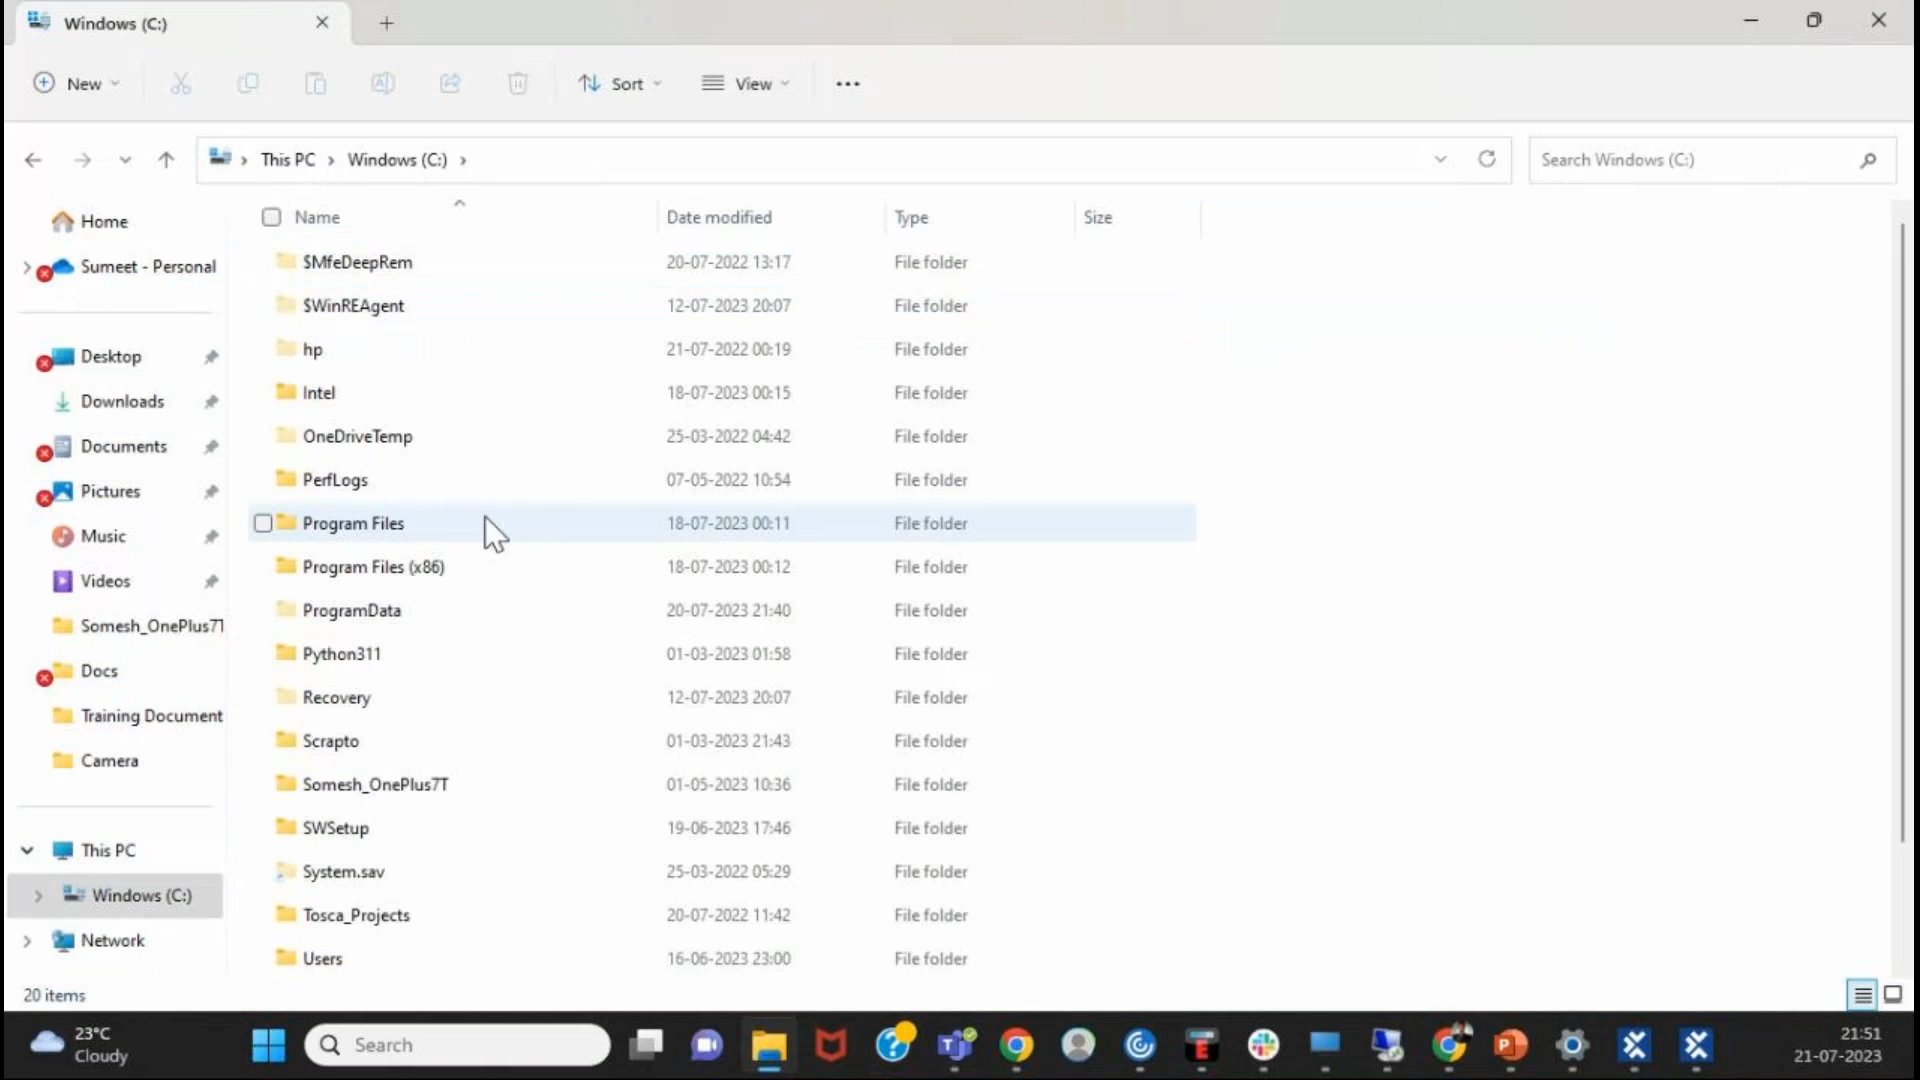 Windows (C:)
New Sort View
This PC Windows (C:) Search Windows (C:)
Name Date modified Type Size
Home
Sumeet - Personal
Desktop
Downloads
Documents
Pictures
Music
Videos
Somesh_OnePlus7T
Docs
Training Document
Camera
This PC
Windows (C:)
Network
$MfeDeepRem 20-07-2022 13:17 File folder
$WinREAgent 12-07-2023 20:07 File folder
hp 21-07-2022 00:19 File folder
Intel 18-07-2023 00:15 File folder
OneDriveTemp 25-03-2022 04:42 File folder
PerfLogs 07-05-2022 10:54 File folder
Program Files 18-07-2023 00:11 File folder
Program Files (x86) 18-07-2023 00:12 File folder
ProgramData 20-07-2023 21:40 File folder
Python311 01-03-2023 01:58 File folder
Recovery 12-07-2023 20:07 File folder
Scrapto 01-03-2023 21:43 File folder
Somesh_OnePlus7T 01-05-2023 10:36 File folder
SWSetup 19-06-2023 17:46 File folder
System.sav 25-03-2022 05:29 File folder
Tosca_Projects 20-07-2022 11:42 File folder
Users 16-06-2023 23:00 File folder
20 items
23°C
Cloudy
Search
21:51
21-07-2023